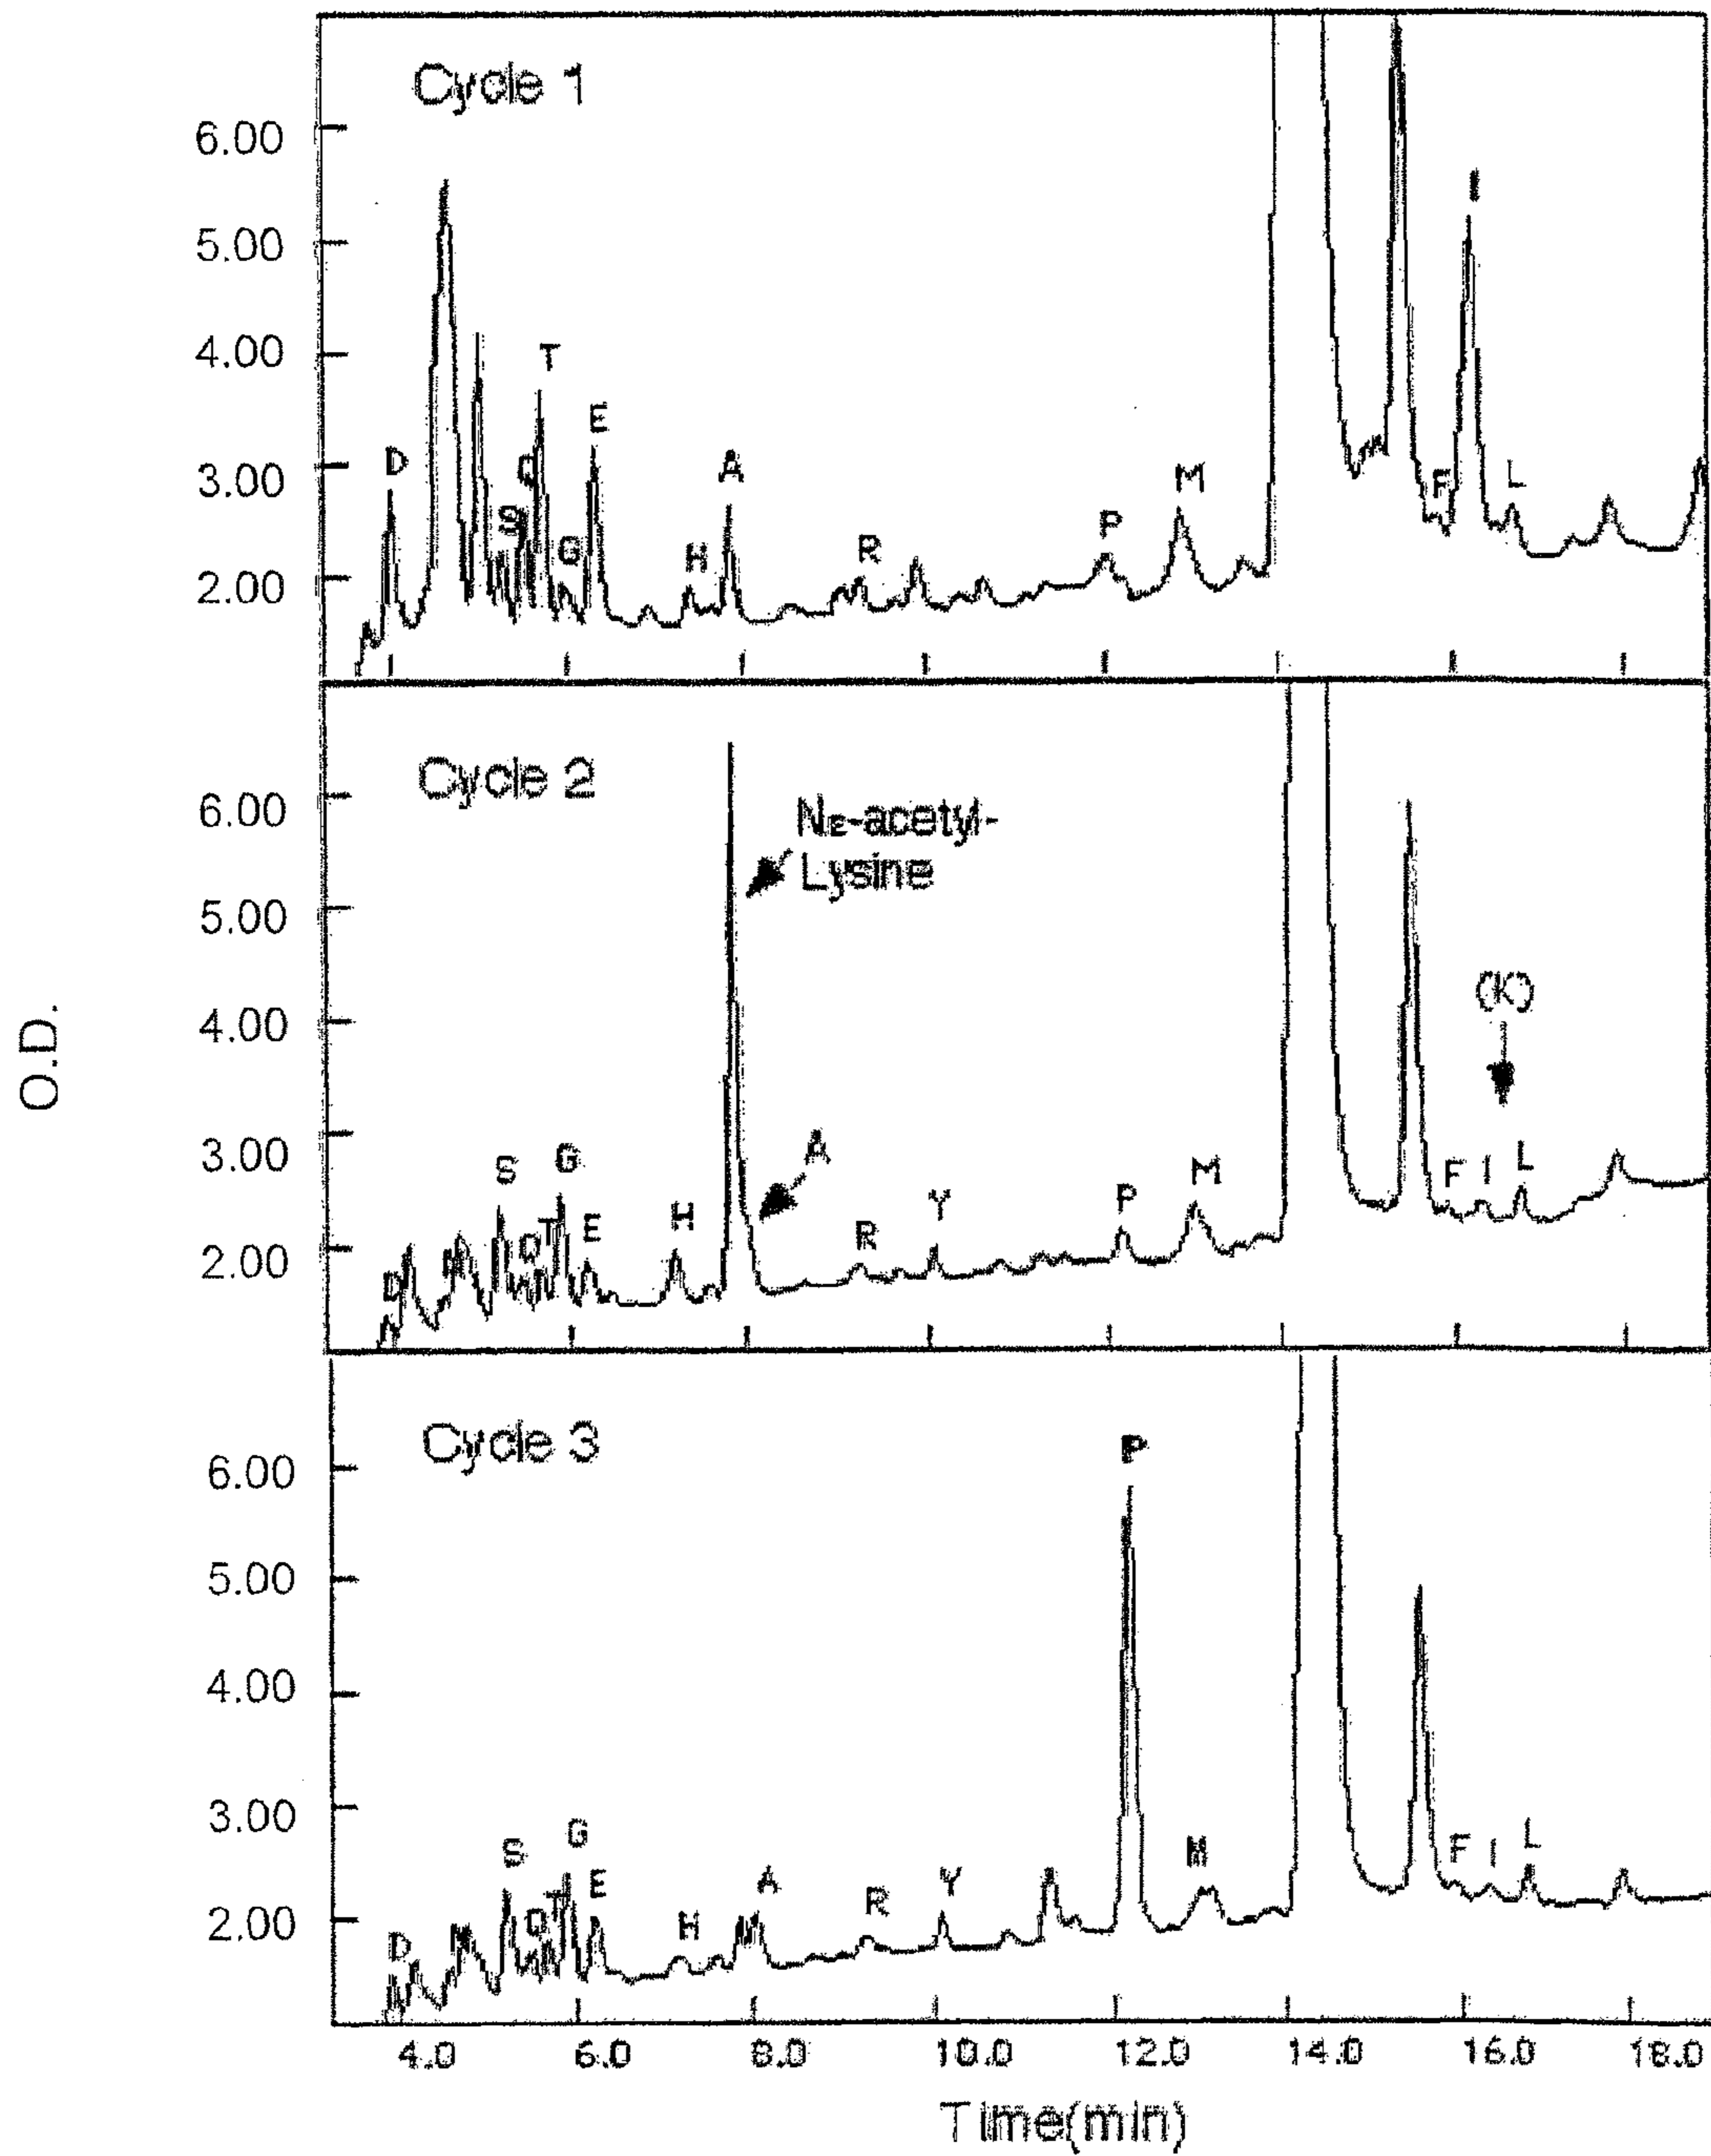 Cycle 1
6.00
5.00
4.00
3.00
2.00
D
S
Q
T
G
E
H
A
R
P
M
F
I
L
Cycle 2
6.00
5.00
4.00
3.00
2.00
Nε-acetyl-
Lysine
(K)
A
D
N
S
Q
T
G
E
H
R
Y
P
M
F
I
L
O.D.
Cycle 3
6.00
5.00
4.00
3.00
2.00
D
N
S
Q
T
G
E
H
A
R
Y
P
M
F
I
L
4.0 6.0 8.0 10.0 12.0 14.0 16.0 18.0
Time(min)